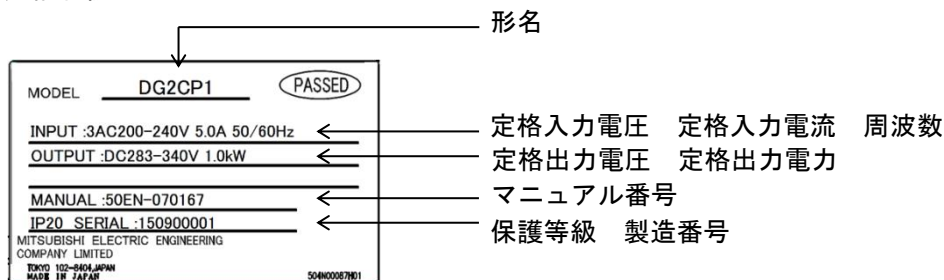 形名
MODEL DG2CP1 PASSED
INPUT :3AC200-240V 5.0A 50/60Hz
定格入力電圧 定格入力電流 周波数
OUTPUT :DC283-340V 1.0kW
定格出力電圧 定格出力電力
MANUAL :50EN-070167
マニュアル番号
IP20 SERIAL :150900001
保護等級 製造番号
MITSUBISHI ELECTRIC ENGINEERING
COMPANY LIMITED
TOKYO 102-8404,JAPAN
MADE IN JAPAN
504N00087H01